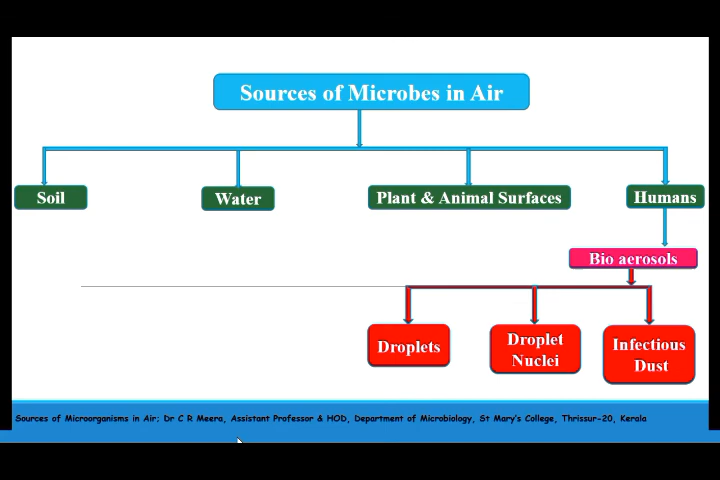 Sources of Microbes in Air
Soil
Water
Plant & Animal Surfaces
Humans
Bio aerosols
Droplets
Droplet
Nuclei
Infectious
Dust
Sources of Microorganisms in Air; Dr C R Meera, Assistant Professor & HOD, Department of Microbiology, St Mary's College, Thrissur-20, Kerala